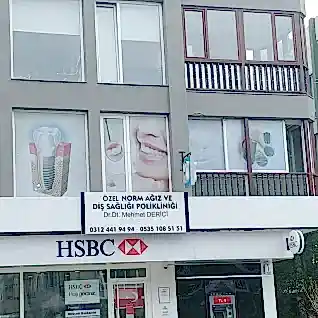 ÖZEL NORM AĞIZ VE
DİŞ SAĞLIĞI POLİKLİNİĞİ
Dr.Dt. Mehmet DERİCİ
0312 441 94 94 - 0535 108 51 51
HSBC
HSBC